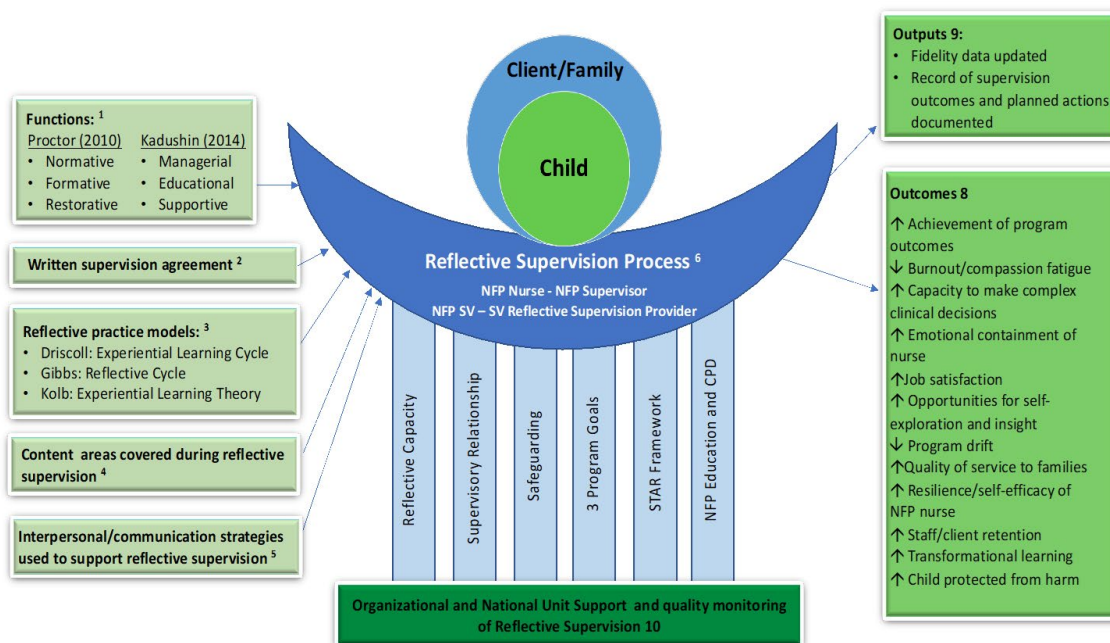 Functions: 1
Proctor (2010)
• Normative
• Formative
• Restorative
Kadushin (2014)
• Managerial
• Educational
• Supportive
Written supervision agreement 2
Reflective practice models: 3
• Driscoll: Experiential Learning Cycle
• Gibbs: Reflective Cycle
• Kolb: Experiential Learning Theory
Content areas covered during reflective
supervision 4
Interpersonal/communication strategies
used to support reflective supervision 5
Client/Family
Child
Reflective Supervision Process 6
NFP Nurse - NFP Supervisor
NFP SV – SV Reflective Supervision Provider
Reflective Capacity
Supervisory Relationship
Safeguarding
3 Program Goals
STAR Framework
NFP Education and CPD
Organizational and National Unit Support and quality monitoring
of Reflective Supervision 10
Outputs 9:
• Fidelity data updated
• Record of supervision
outcomes and planned actions
documented
Outcomes 8
↑ Achievement of program
outcomes
↓ Burnout/compassion fatigue
↑ Capacity to make complex
clinical decisions
↑ Emotional containment of
nurse
↑Job satisfaction
↑ Opportunities for self-
exploration and insight
↓ Program drift
↑Quality of service to families
↑ Resilience/self-efficacy of
NFP nurse
↑ Staff/client retention
↑ Transformational learning
↑ Child protected from harm